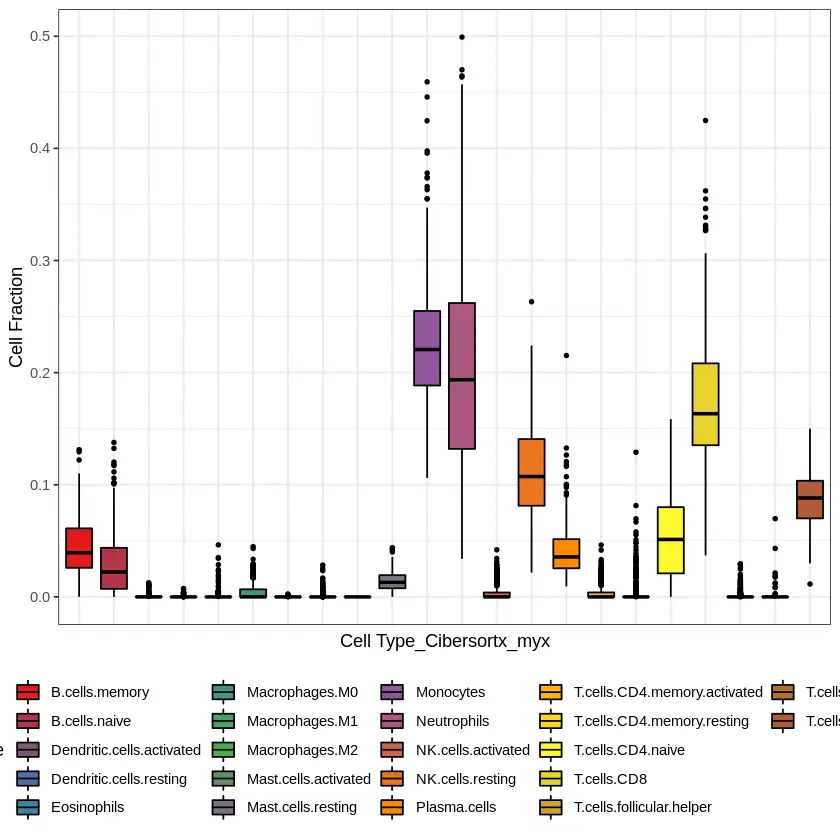 0.5
0.4
0.3
0.2
0.1
0.0
Cell Fraction
Cell Type_Cibersortx_myx
B.cells.memory
B.cells.naive
Dendritic.cells.activated
Dendritic.cells.resting
Eosinophils
Macrophages.M0
Macrophages.M1
Macrophages.M2
Mast.cells.activated
Mast.cells.resting
Monocytes
Neutrophils
NK.cells.activated
NK.cells.resting
Plasma.cells
T.cells.CD4.memory.activated
T.cells.CD4.memory.resting
T.cells.CD4.naive
T.cells.CD8
T.cells.follicular.helper